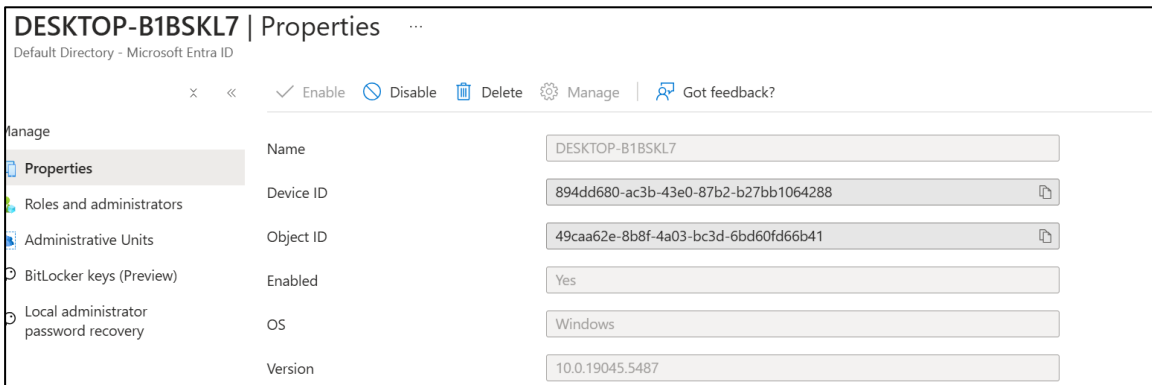 DESKTOP-B1BSKL7 | Properties ...
Default Directory - Microsoft Entra ID
Enable Disable Delete Manage Got feedback?
Manage
Properties
Roles and administrators
Administrative Units
BitLocker keys (Preview)
Local administrator
password recovery
Name DESKTOP-B1BSKL7
Device ID 894dd680-ac3b-43e0-87b2-b27bb1064288
Object ID 49caa62e-8b8f-4a03-bc3d-6bd60fd66b41
Enabled Yes
OS Windows
Version 10.0.19045.5487